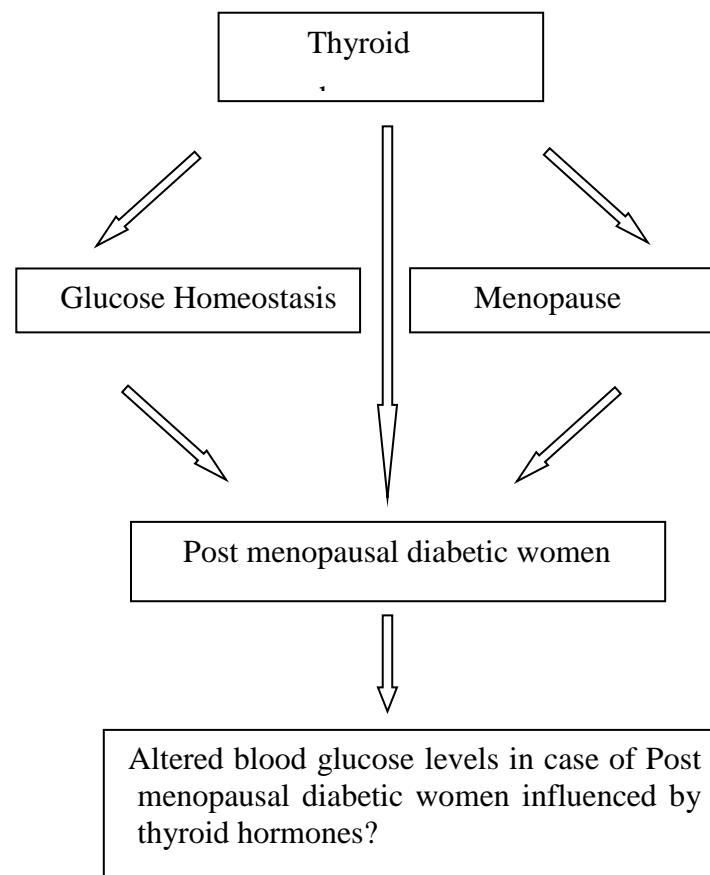 Thyroid
Glucose Homeostasis
Menopause
Post menopausal diabetic women
Altered blood glucose levels in case of Post
menopausal diabetic women influenced by
thyroid hormones?